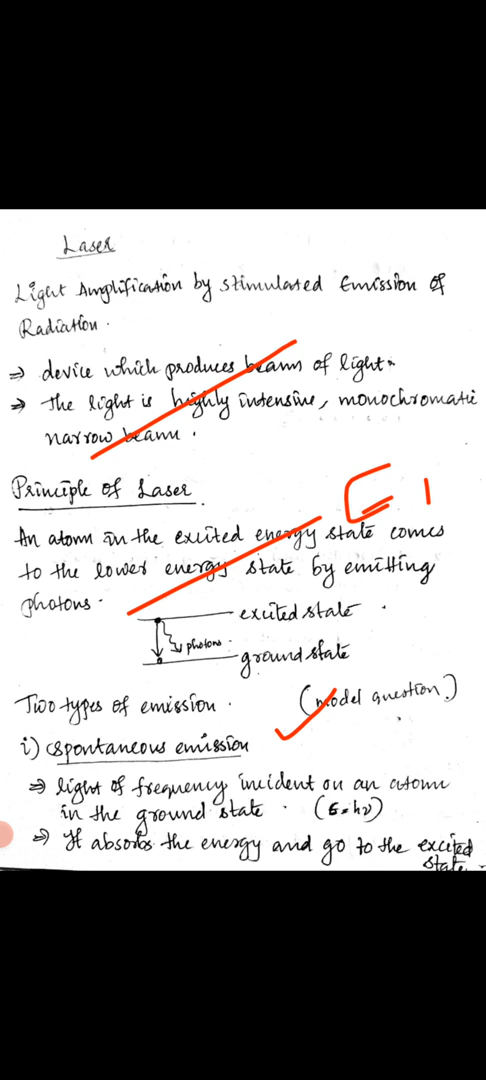 Laser
Light Amplification by Stimulated Emission of
Radiation.
⇒ device which produces beam of light.
⇒ The light is highly intensive, monochromatic
narrow beam.
Principle of Laser
E1
An atom in the excited energy state comes
to the lower energy state by emitting
photons.
excited state.
photons.
ground state
Two types of emission. (model question)
i) Spontaneous emission
⇒ light of frequency incident on an atom
in the ground state. (E=hν)
⇒ It absorbs the energy and go to the excited
state.